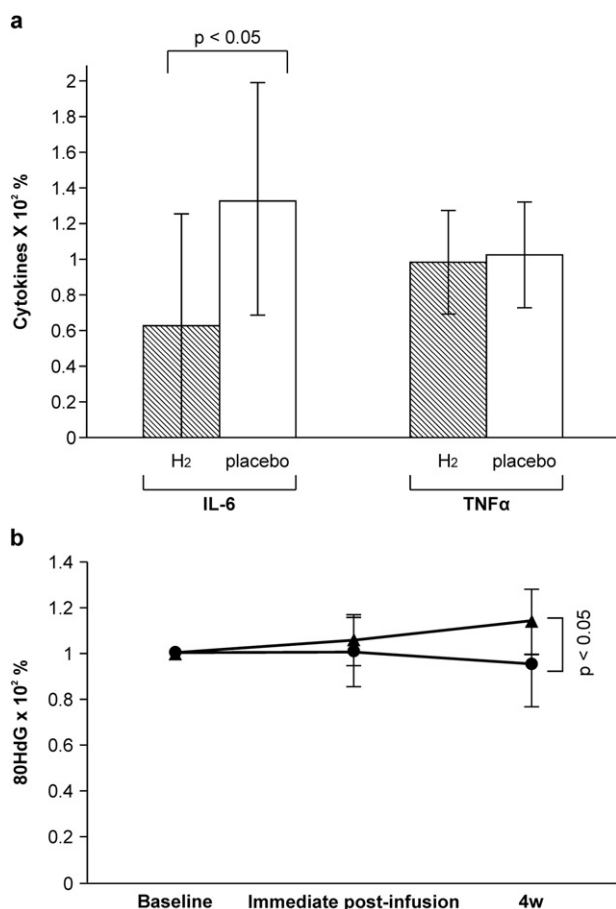 a
p < 0.05
2
1.8
1.6
1.4
1.2
1
0.8
0.6
0.4
0.2
0
Cytokines X 10² %
H₂ placebo H₂ placebo
IL-6 TNFα
b
1.4
1.2
1
0.8
0.6
0.4
0.2
0
80HdG x 10² %
p < 0.05
Baseline Immediate post-infusion 4w